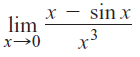 lim x→0 (x − sin x) / x³